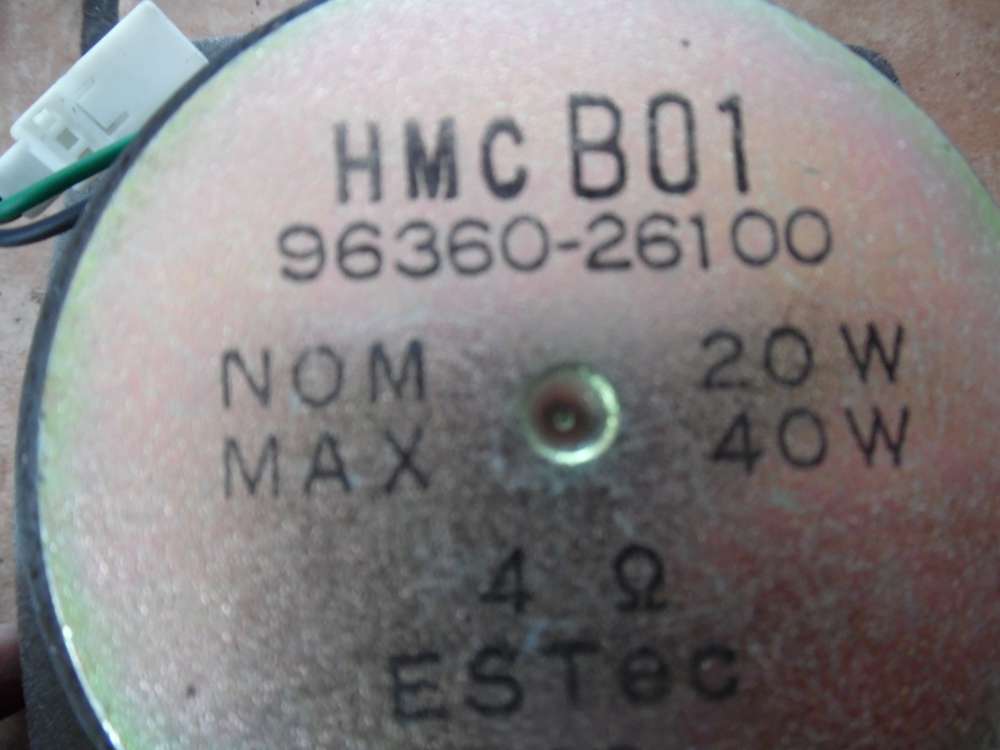 HMC B01
96360-26100
NOM 20W
MAX 40W
4 Ω
ESTec